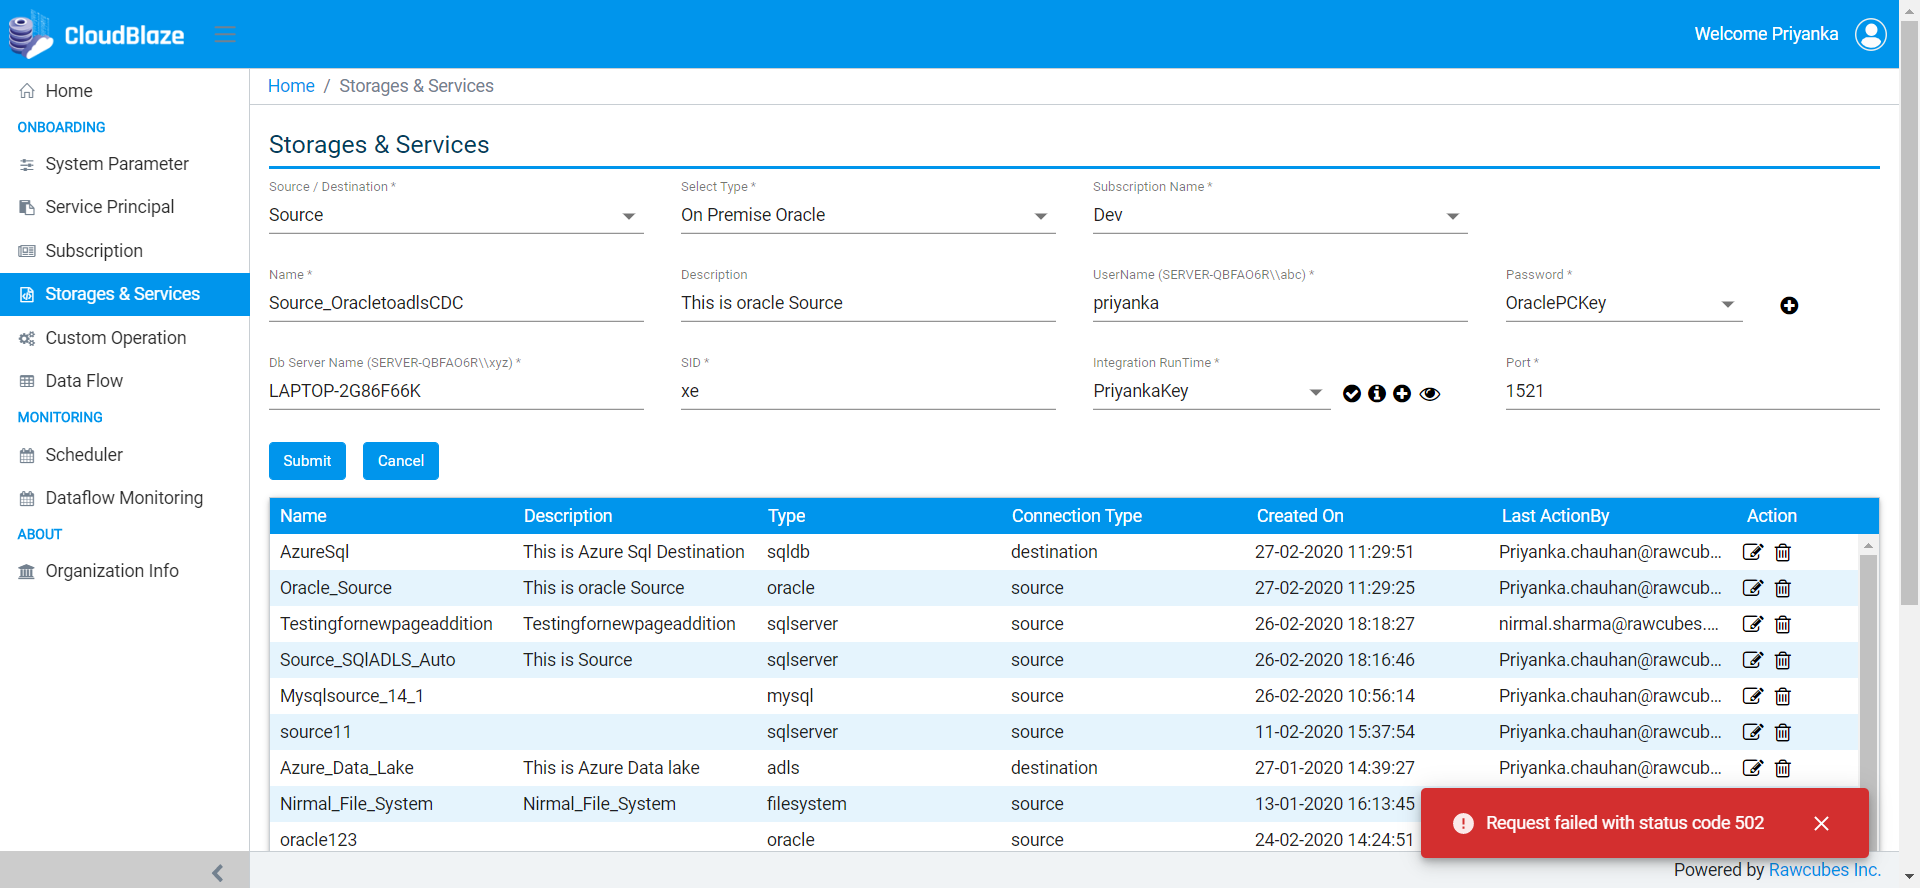 CloudBlaze
Welcome Priyanka
Home
ONBOARDING
System Parameter
Service Principal
Subscription
Storages & Services
Custom Operation
Data Flow
MONITORING
Scheduler
Dataflow Monitoring
ABOUT
Organization Info
Home / Storages & Services
Storages & Services
Source / Destination * Select Type * Subscription Name *
Source On Premise Oracle Dev
Name * Description UserName (SERVER-QBFAO6R\\abc) * Password *
Source_OracletoadlsCDC This is oracle Source priyanka OraclePCKey
Db Server Name (SERVER-QBFAO6R\\xyz) * SID * Integration RunTime * Port *
LAPTOP-2G86F66K xe PriyankaKey 1521
Submit Cancel
Name Description Type Connection Type Created On Last ActionBy Action
AzureSql This is Azure Sql Destination sqldb destination 27-02-2020 11:29:51 Priyanka.chauhan@rawcub...
Oracle_Source This is oracle Source oracle source 27-02-2020 11:29:25 Priyanka.chauhan@rawcub...
Testingfornewpageaddition Testingfornewpageaddition sqlserver source 26-02-2020 18:18:27 nirmal.sharma@rawcubes....
Source_SQlADLS_Auto This is Source sqlserver source 26-02-2020 18:16:46 Priyanka.chauhan@rawcub...
Mysqlsource_14_1 mysql source 26-02-2020 10:56:14 Priyanka.chauhan@rawcub...
source11 sqlserver source 11-02-2020 15:37:54 Priyanka.chauhan@rawcub...
Azure_Data_Lake This is Azure Data lake adls destination 27-01-2020 14:39:27 Priyanka.chauhan@rawcub...
Nirmal_File_System Nirmal_File_System filesystem source 13-01-2020 16:13:45
oracle123 oracle source 24-02-2020 14:24:51
Request failed with status code 502
Powered by Rawcubes Inc.